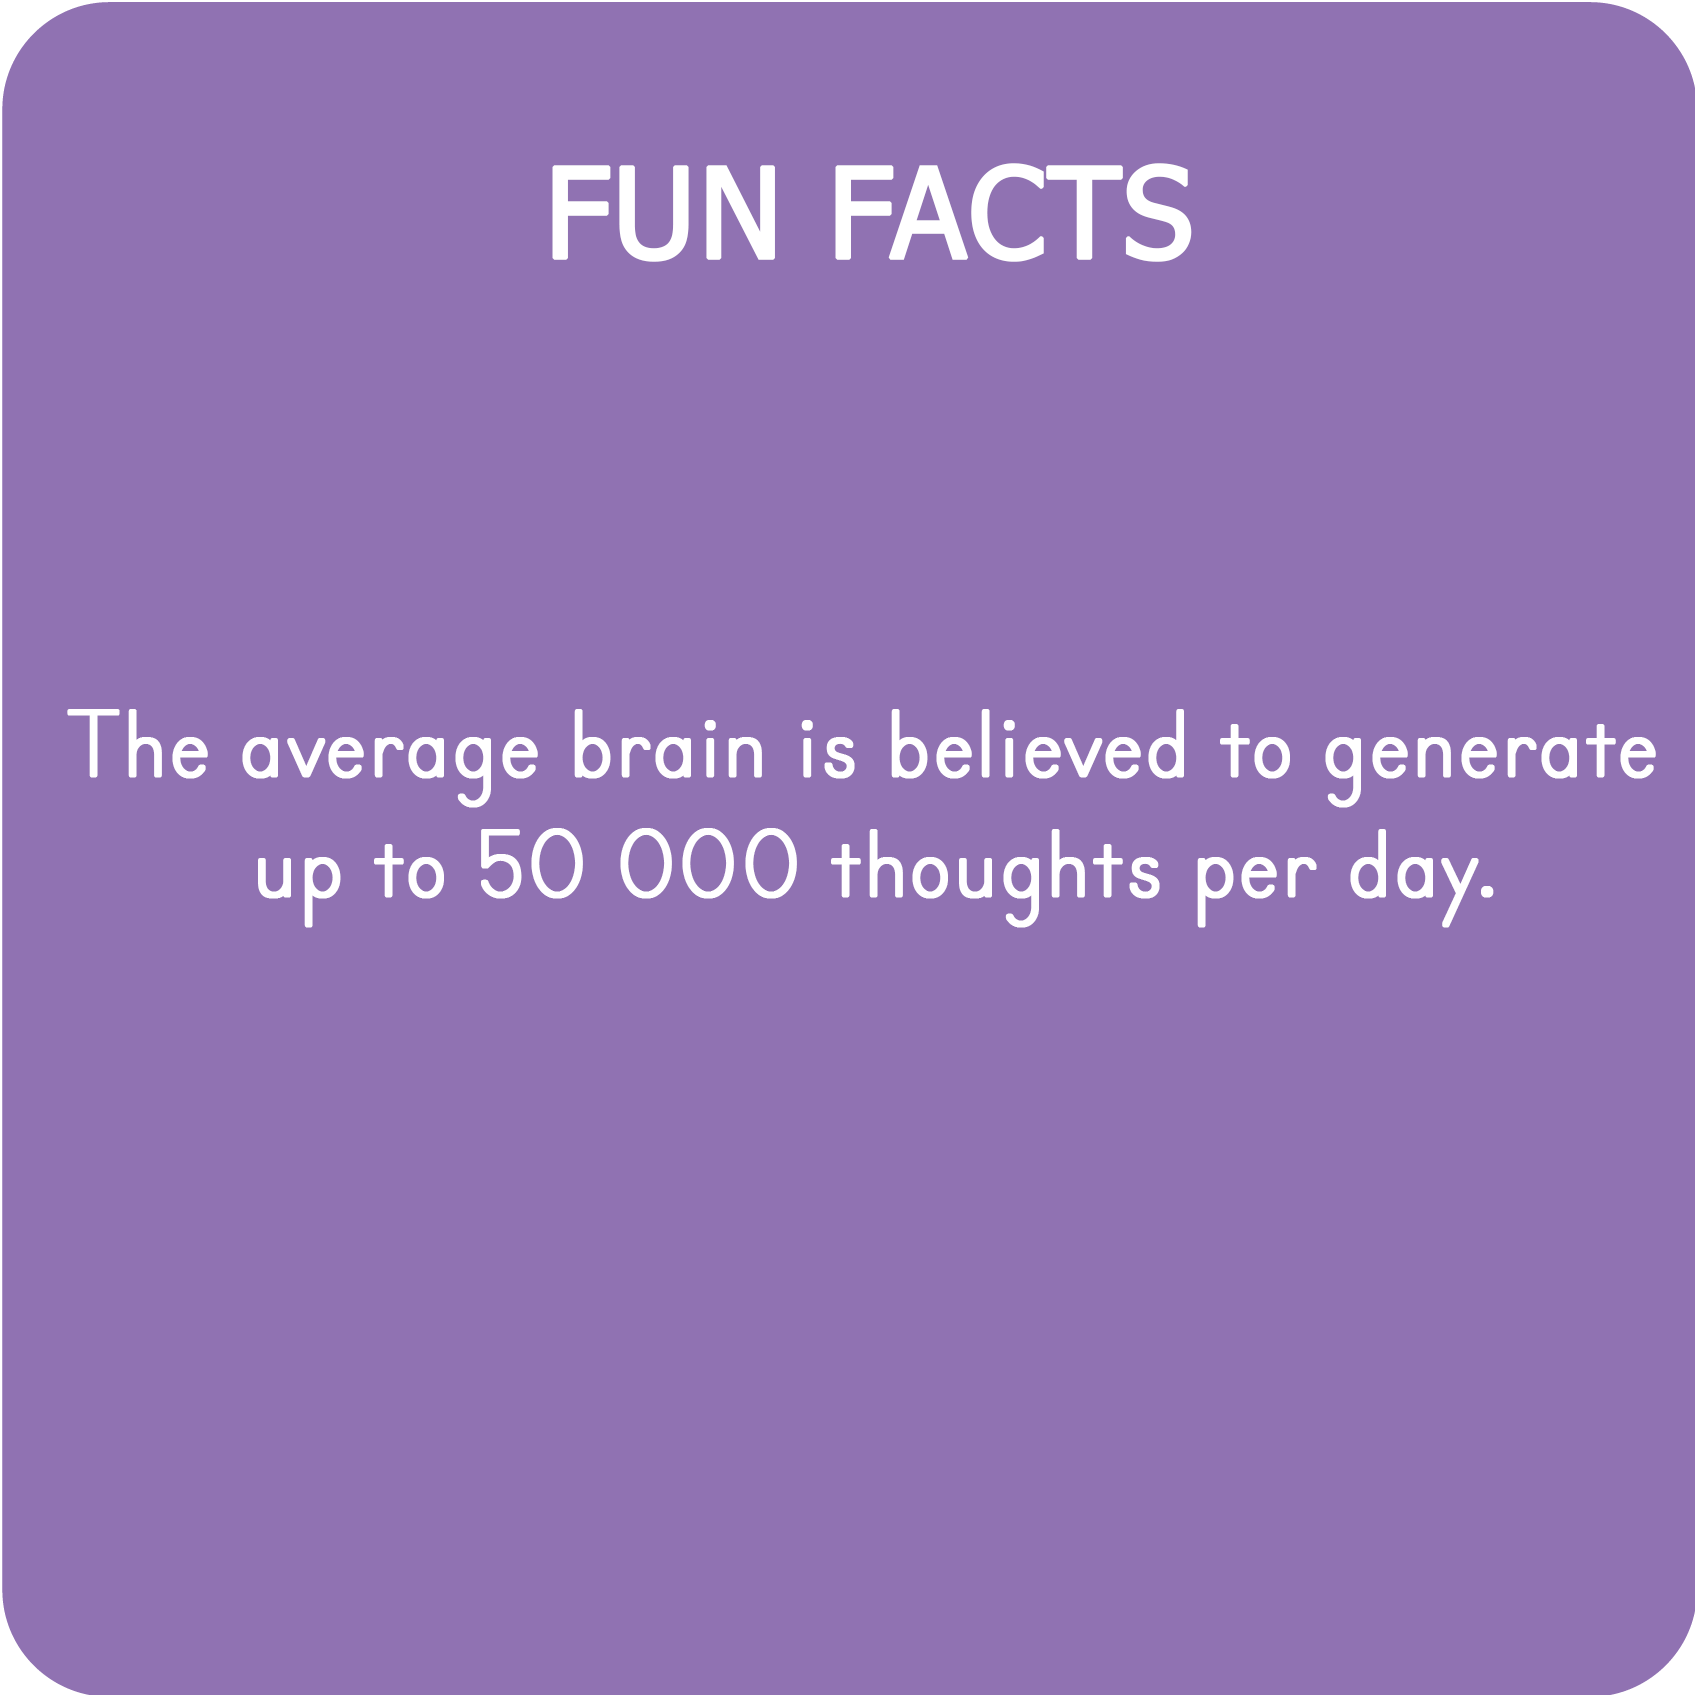 FUN FACTS
The average brain is believed to generate
up to 50 000 thoughts per day.